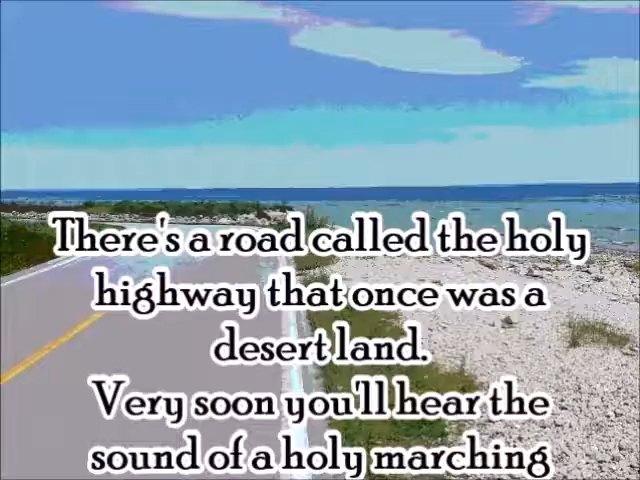 There's a road called the holy
highway that once was a
desert land.
Very soon you'll hear the
sound of a holy marching